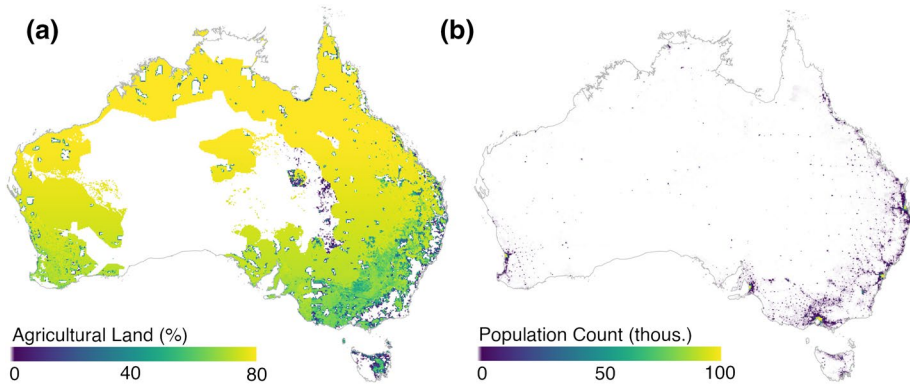 (a)
(b)
Agricultural Land (%)
0 40 80
Population Count (thous.)
0 50 100